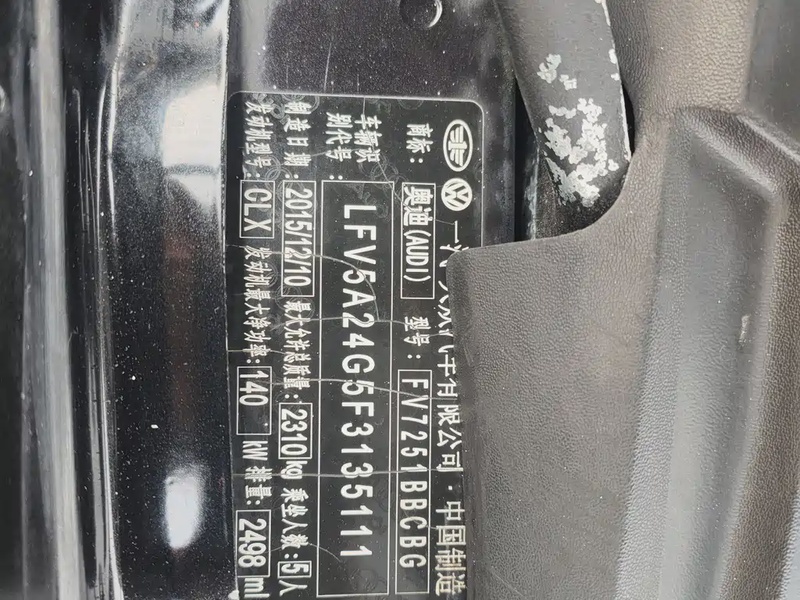 一汽-大众汽车有限公司·中国制造
商标：奥迪(AUDI) 型号：FV7251BBCBG
车辆识别代号：LFV5A24G5F3135111
制造日期：2015/12/10 最大允许总质量：2310kg 乘坐人数：5人
发动机型号：CLX 发动机最大净功率：140 kW 排量：2498 ml